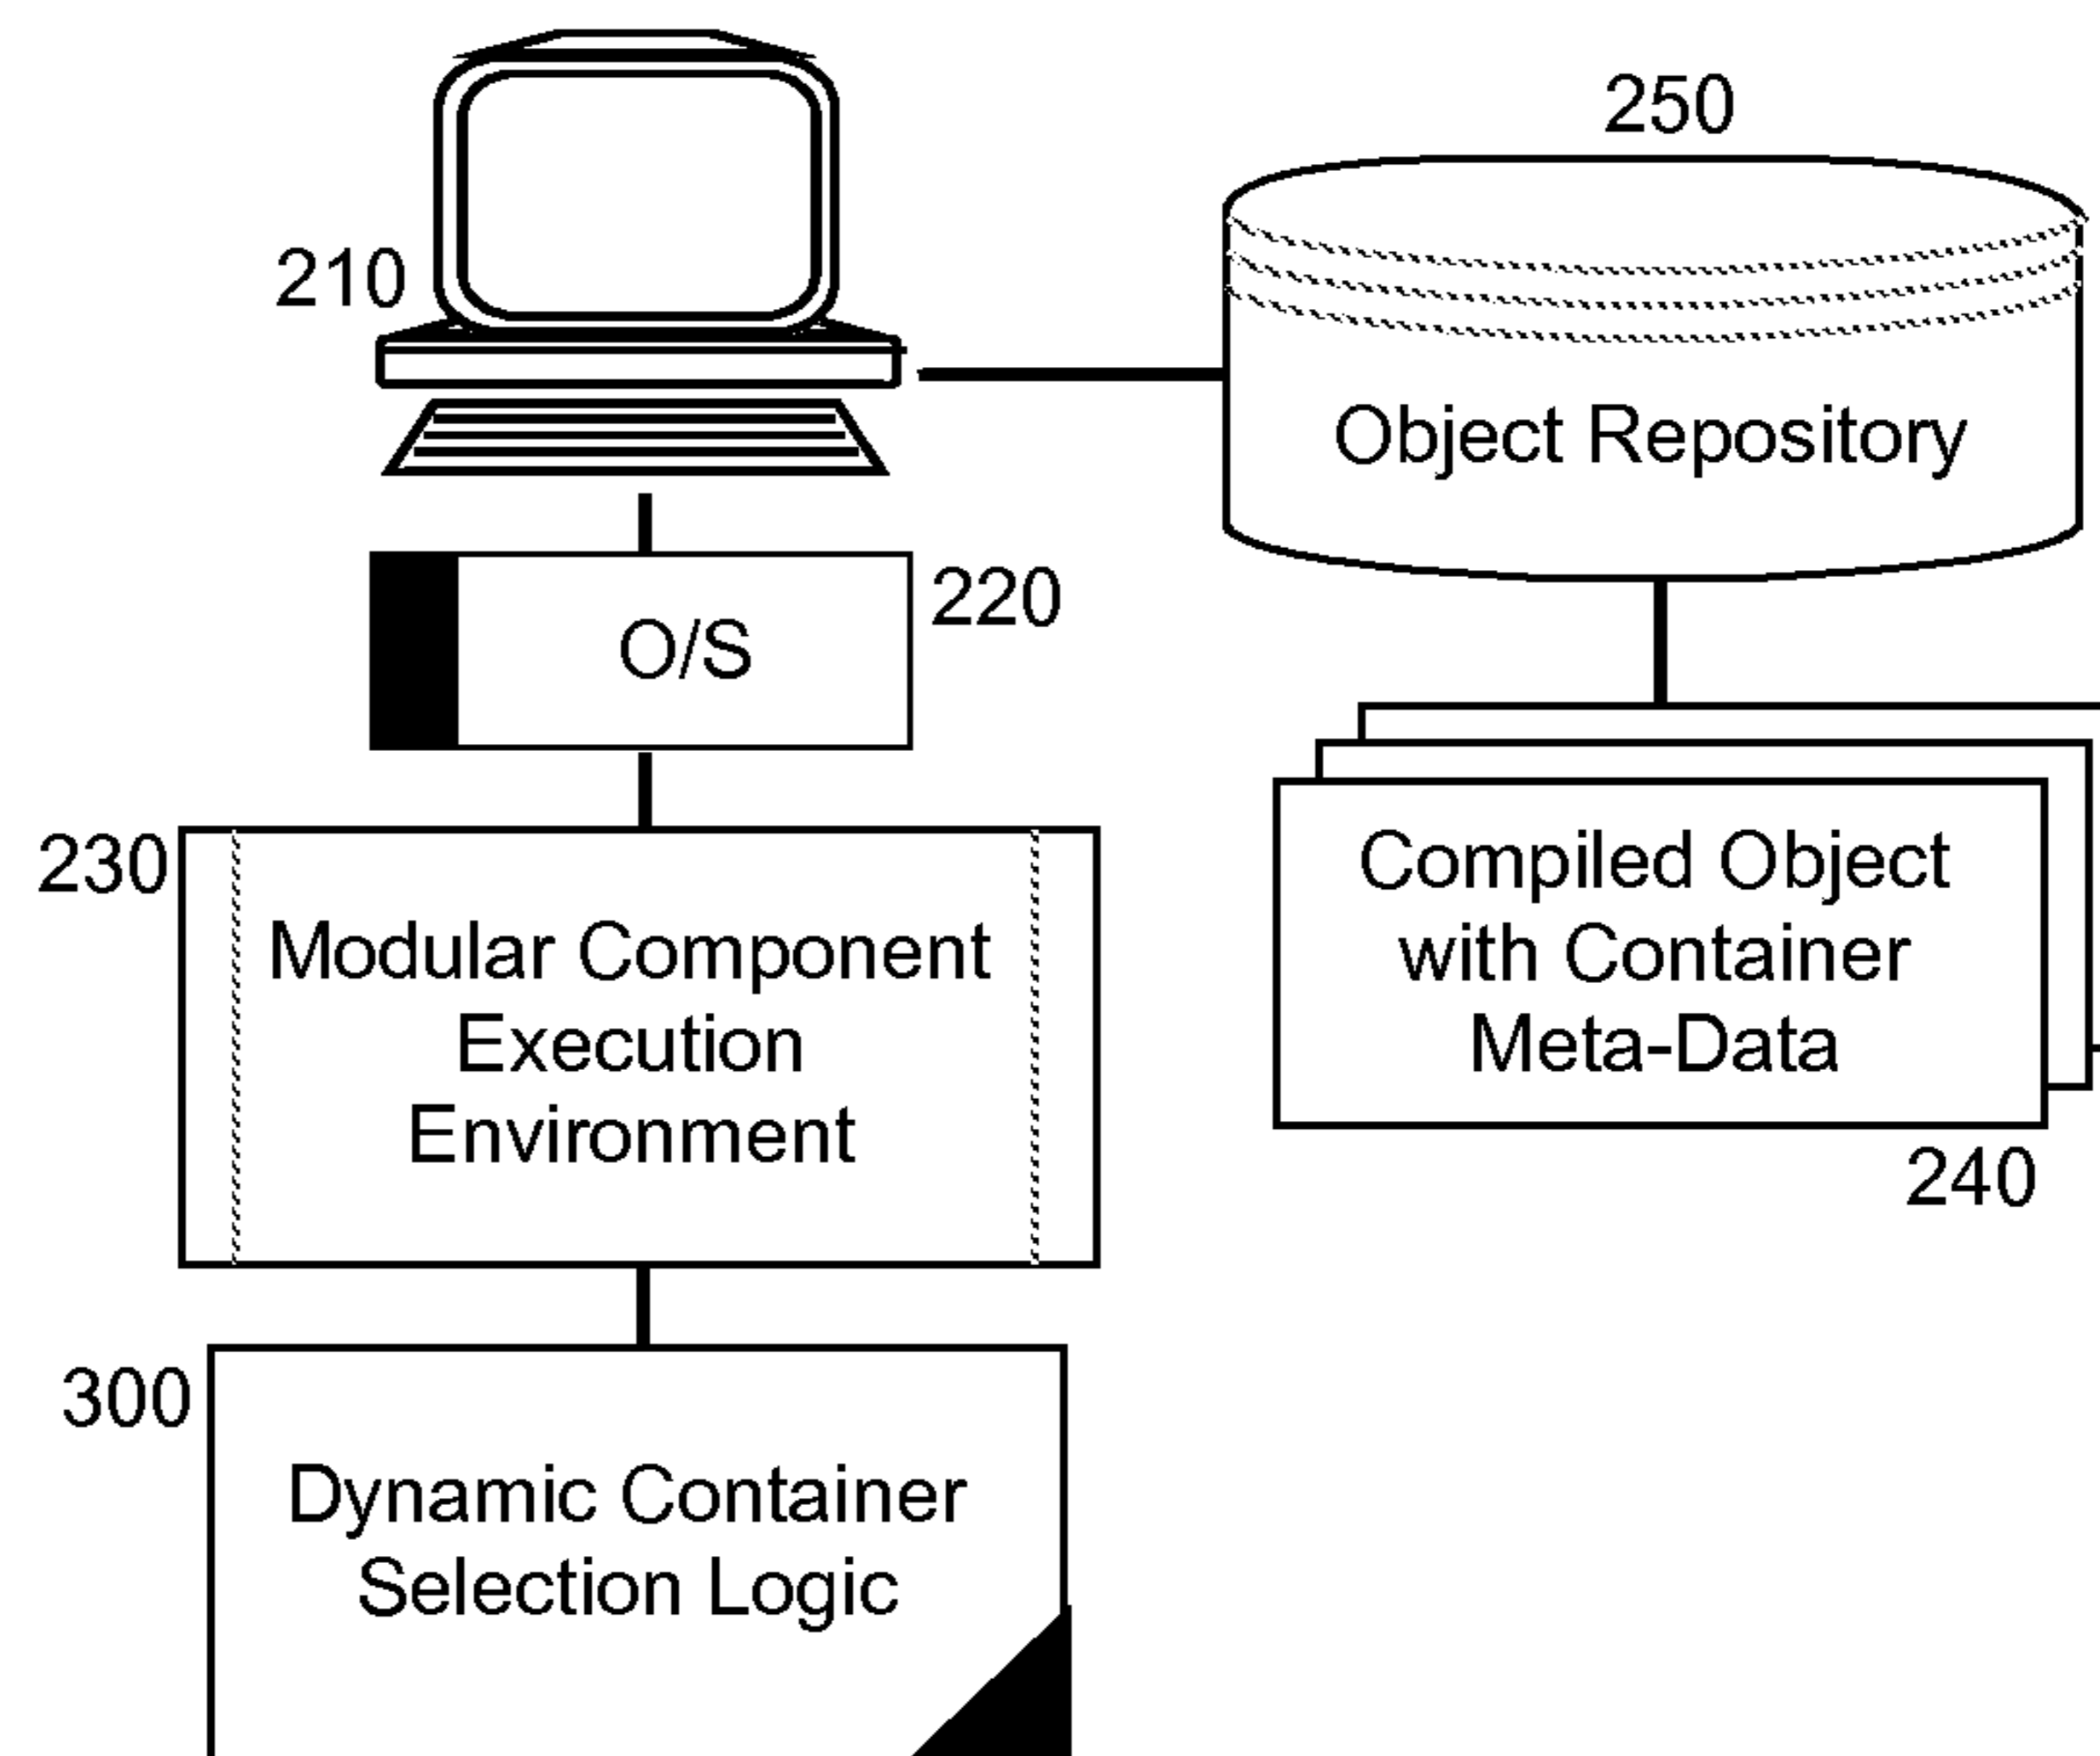 210
250
Object Repository
O/S
220
230
Modular Component
Execution
Environment
Compiled Object
with Container
Meta-Data
240
300
Dynamic Container
Selection Logic